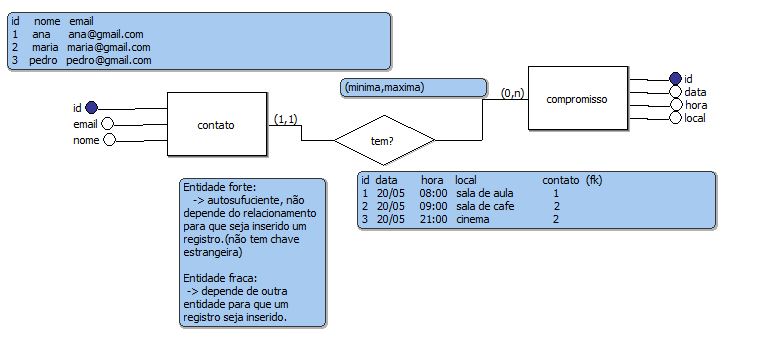 id nome email
1 ana ana@gmail.com
2 maria maria@gmail.com
3 pedro pedro@gmail.com
(minima,maxima)
id
email
nome
contato
(1,1)
tem?
(0,n)
compromisso
id
data
hora
local
id data hora local contato (fk)
1 20/05 08:00 sala de aula 1
2 20/05 09:00 sala de cafe 2
3 20/05 21:00 cinema 2
Entidade forte:
-> autosufuciente, não
depende do relacionamento
para que seja inserido um
registro.(não tem chave
estrangeira)
Entidade fraca:
-> depende de outra
entidade para que um
registro seja inserido.